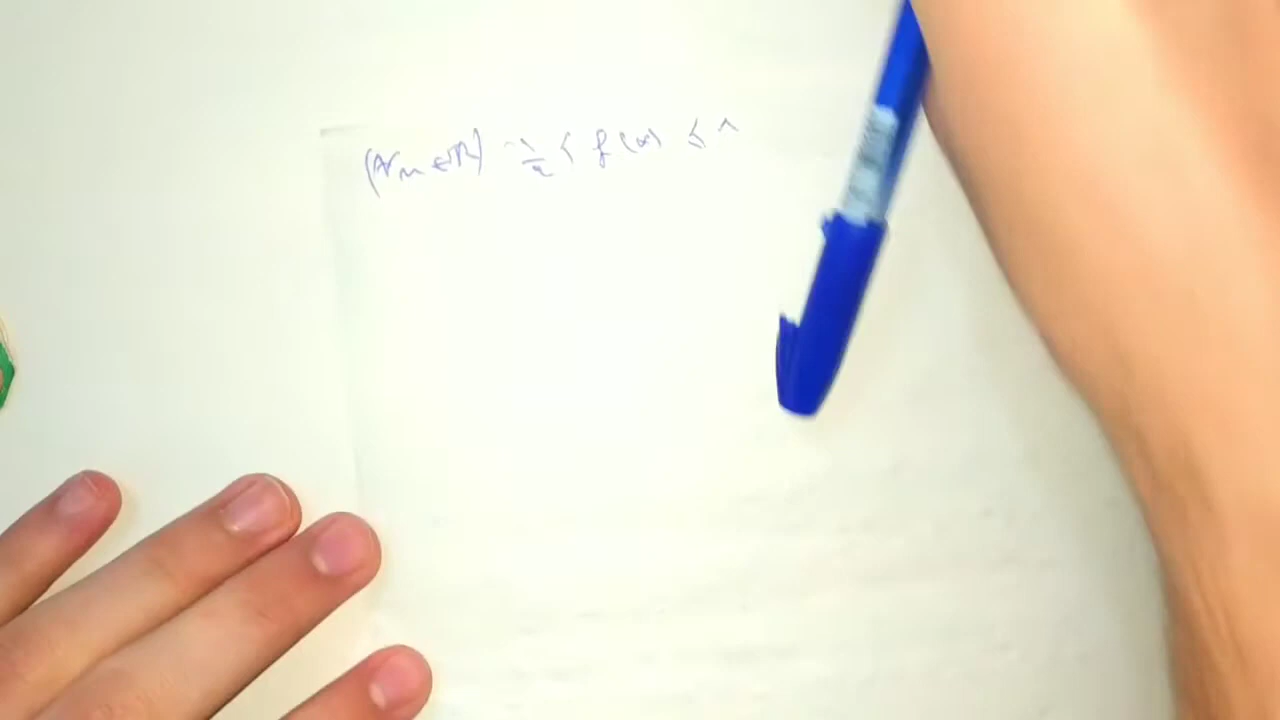 (∀x∈ℝ) -1/2 ≤ f(x) ≤ 1